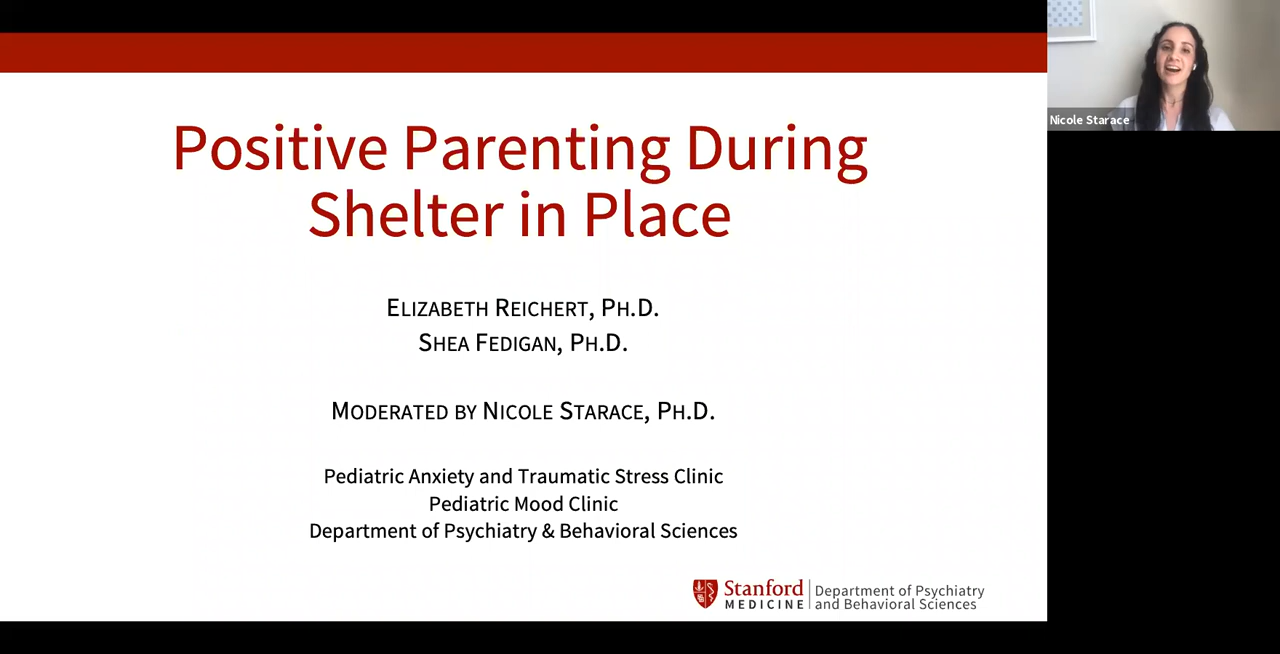 Positive Parenting During
Shelter in Place
Elizabeth Reichert, Ph.D.
Shea Fedigan, Ph.D.
Moderated by Nicole Starace, Ph.D.
Pediatric Anxiety and Traumatic Stress Clinic
Pediatric Mood Clinic
Department of Psychiatry & Behavioral Sciences
Stanford
MEDICINE
Department of Psychiatry
and Behavioral Sciences
Nicole Starace